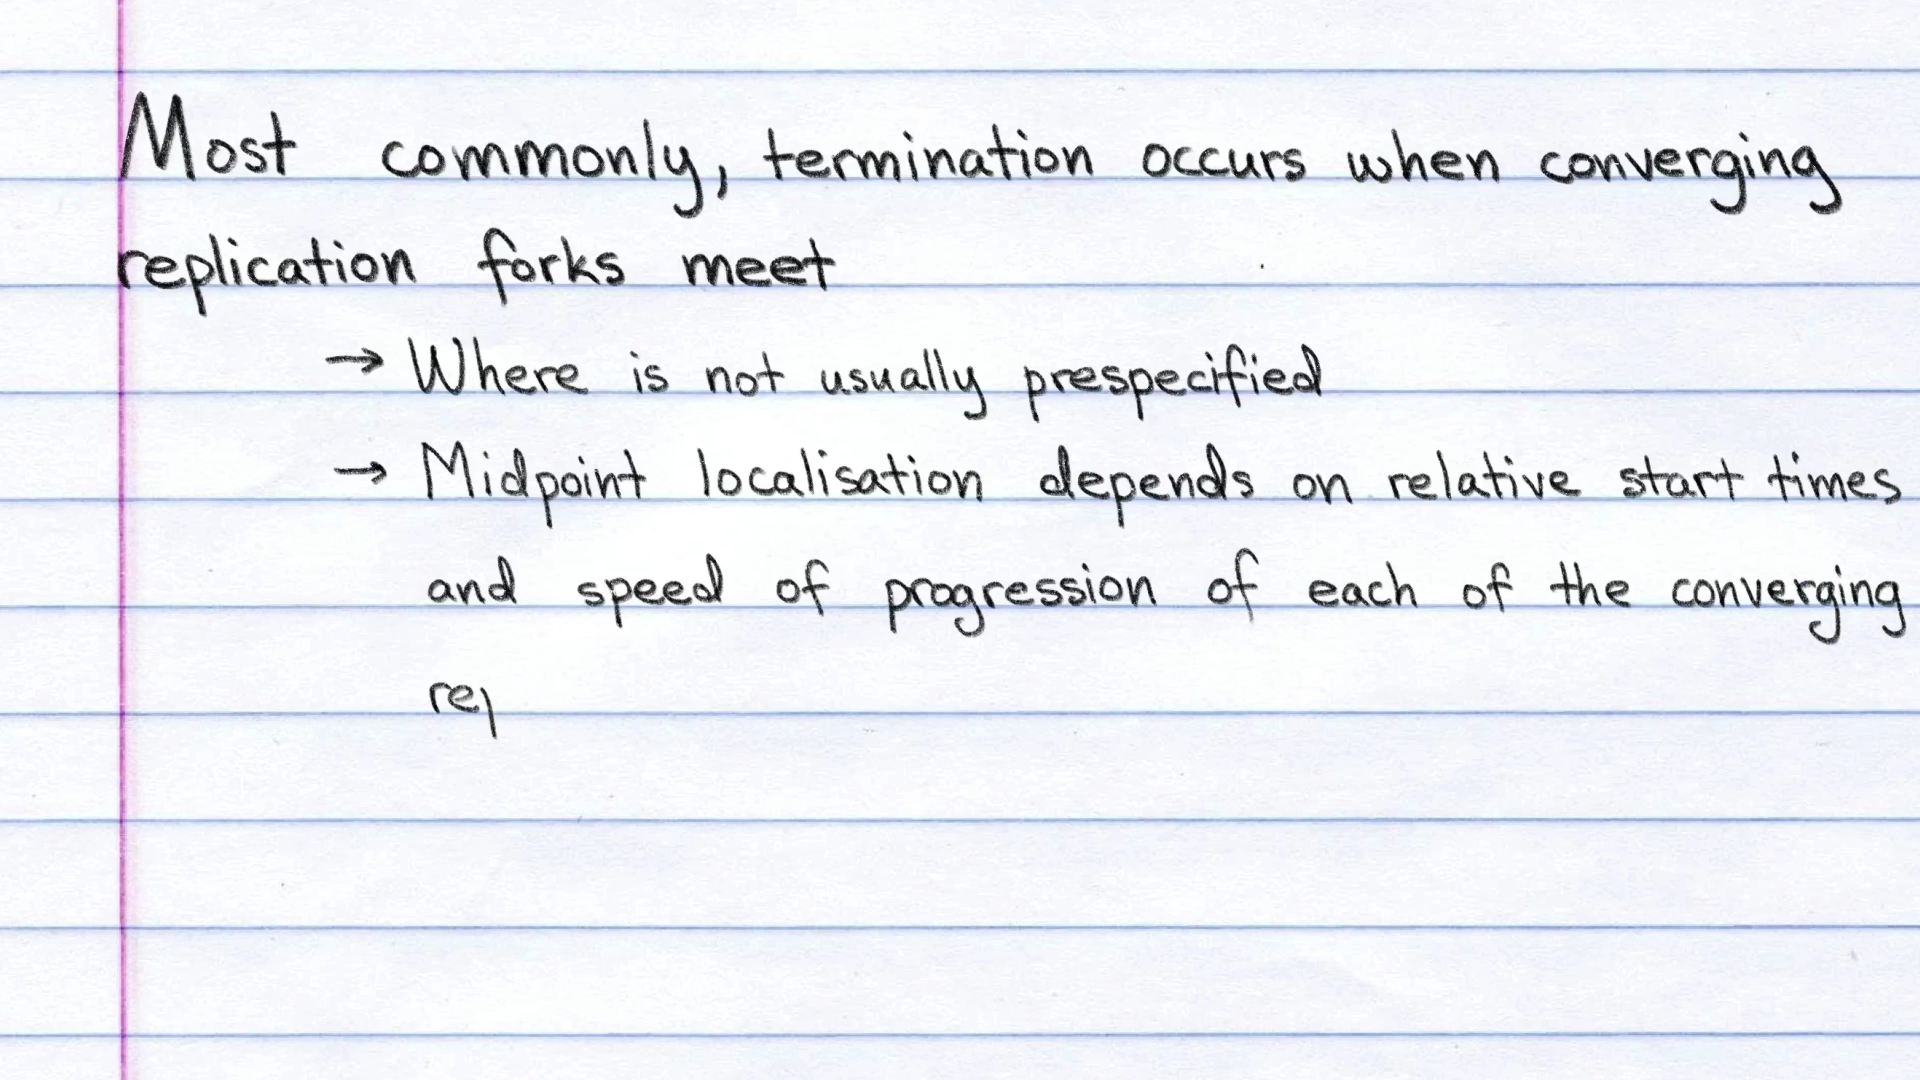 Most commonly, termination occurs when converging
replication forks meet
→ Where is not usually prespecified
→ Midpoint localisation depends on relative start times
and speed of progression of each of the converging
rep